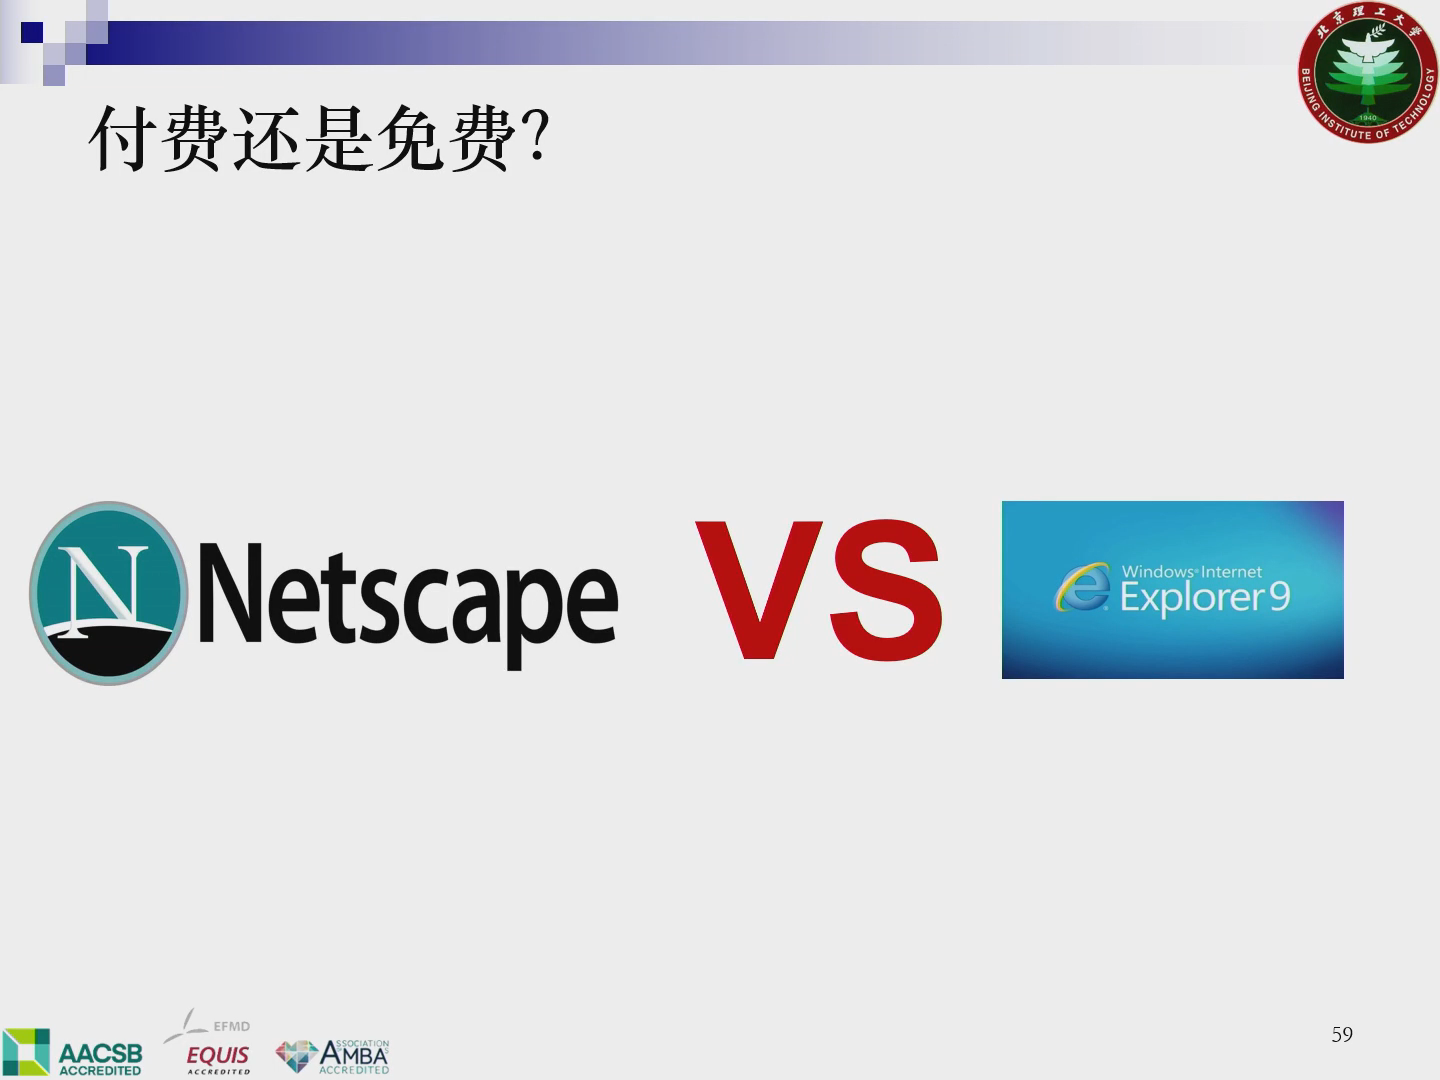 北京理工大学
BEIJING INSTITUTE OF TECHNOLOGY
1940
付费还是免费？
N Netscape
VS
Windows® Internet
Explorer 9
AACSB
ACCREDITED
EFMD
EQUIS
ACCREDITED
ASSOCIATION
AMBA
ACCREDITED
59